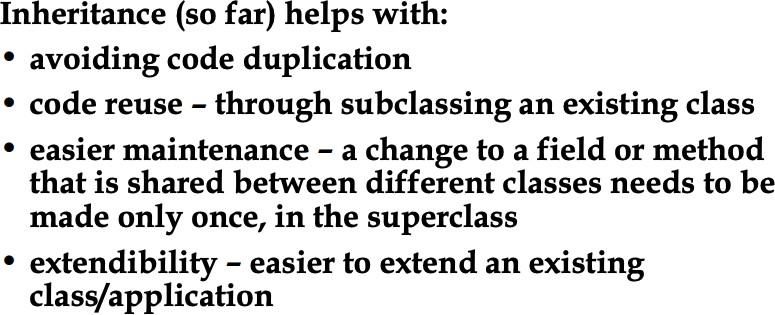 Inheritance (so far) helps with:
• avoiding code duplication
• code reuse – through subclassing an existing class
• easier maintenance – a change to a field or method
that is shared between different classes needs to be
made only once, in the superclass
• extendibility – easier to extend an existing
class/application